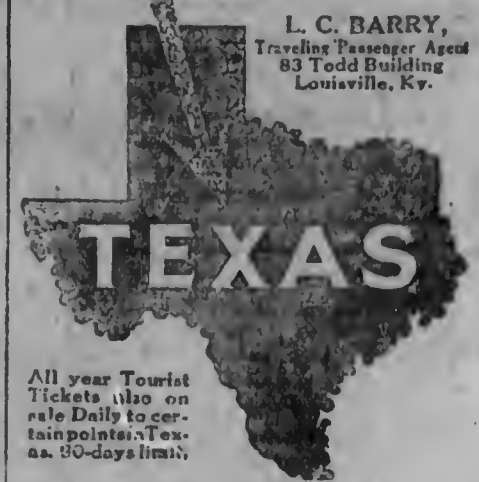 L. C. BARRY,
Traveling Passenger Agent
83 Todd Building
Louisville, Ky.
TEXAS
All year Tourist
Tickets also on
sale Daily to cer-
tain points in Tex-
as. 90-days limit.